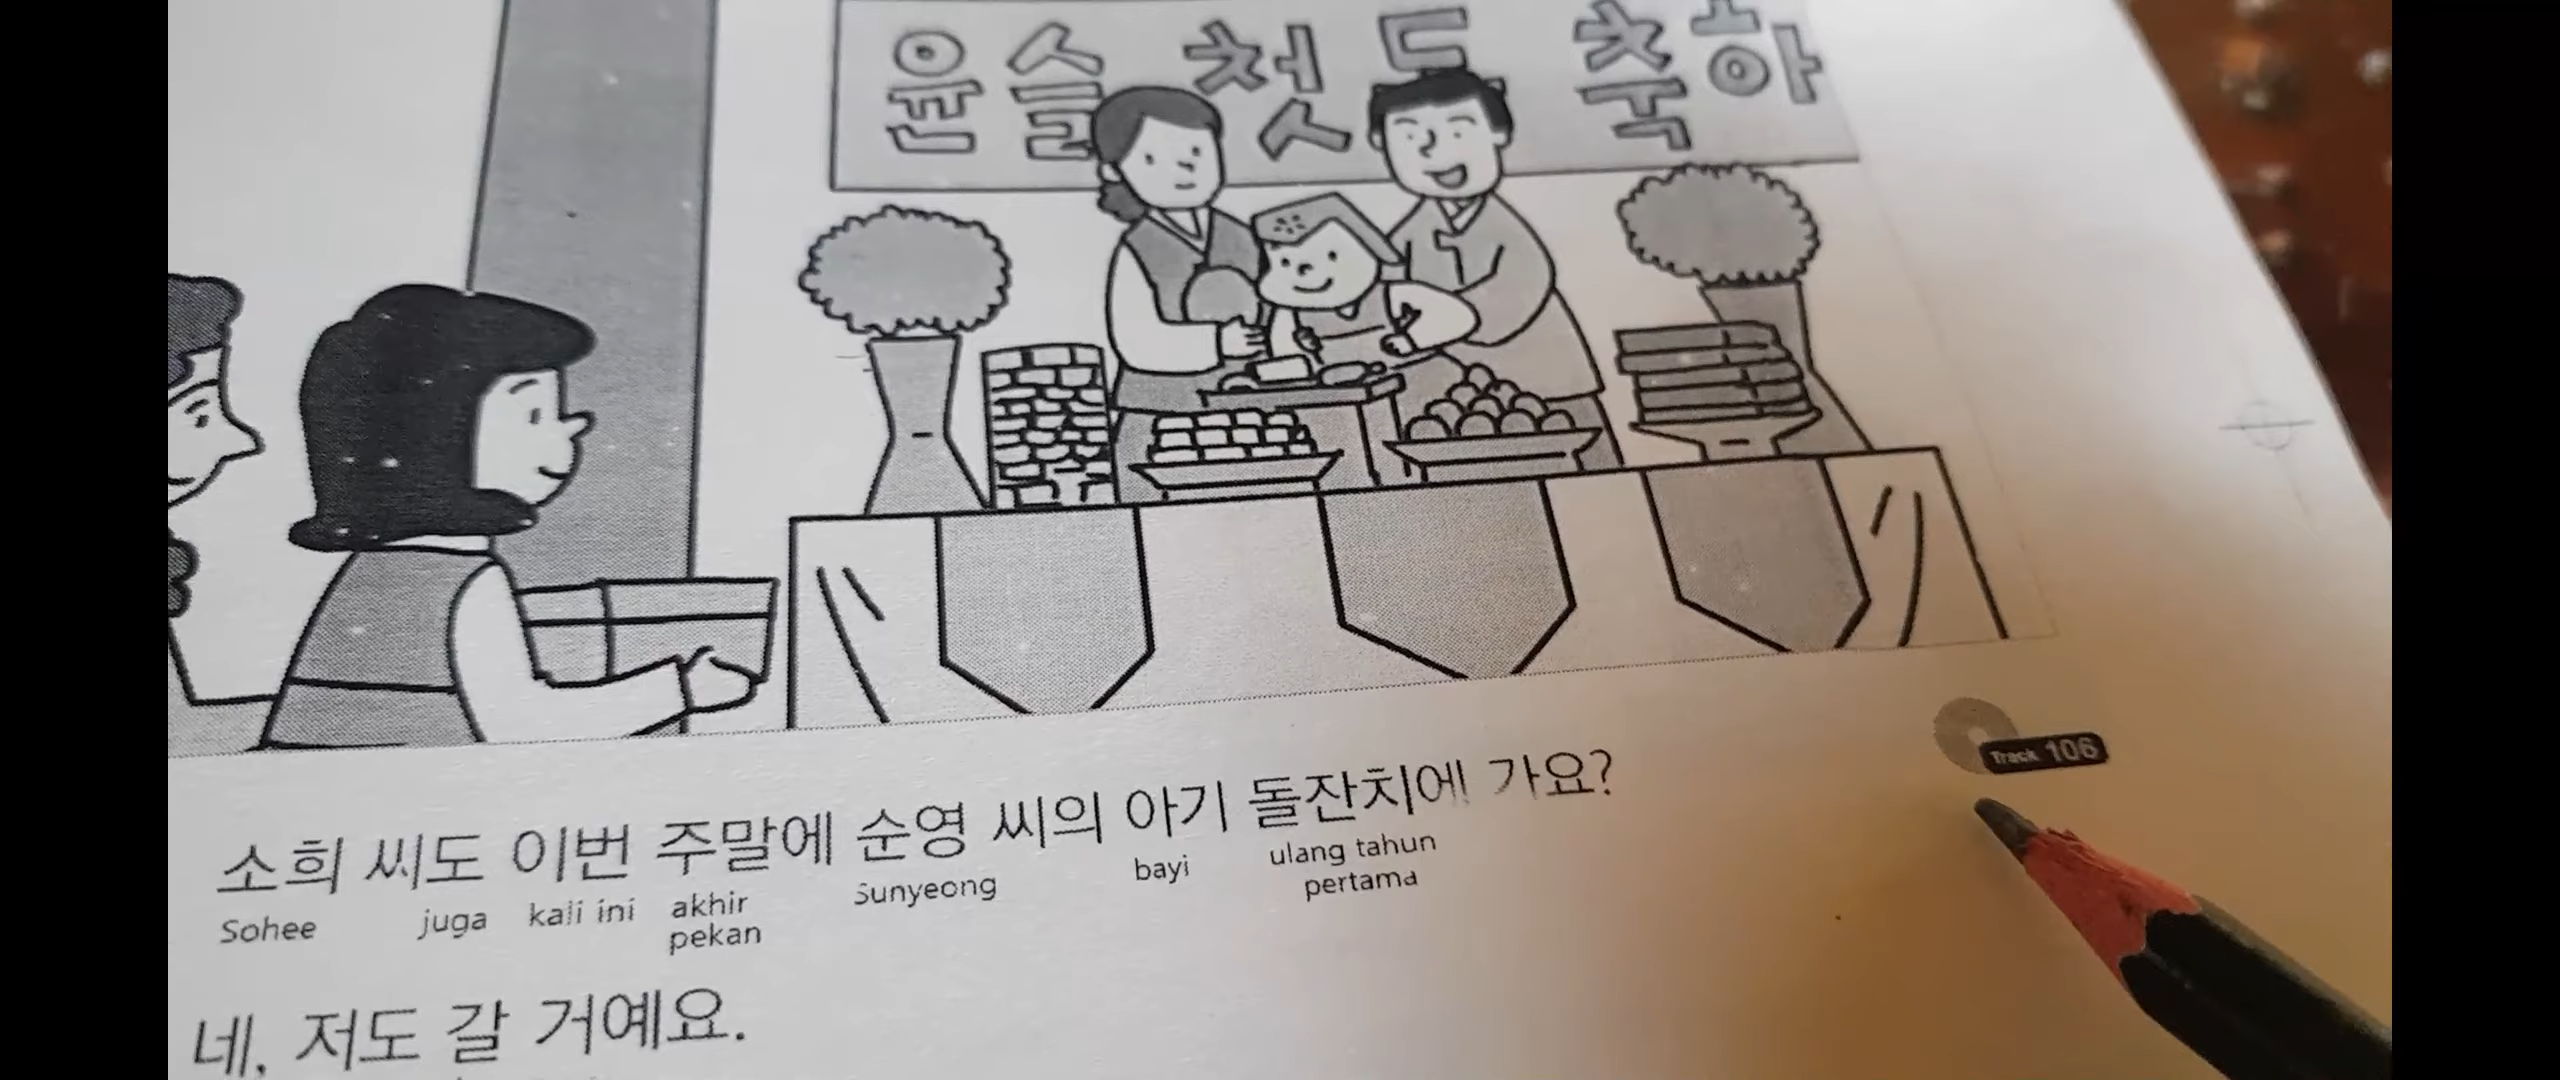 윤슬 첫 돌 축하
Track 106
소희 씨도 이번 주말에 순영 씨의 아기 돌잔치에 가요?
Sohee juga kali ini akhir pekan Sunyeong bayi ulang tahun pertama
네, 저도 갈 거예요.